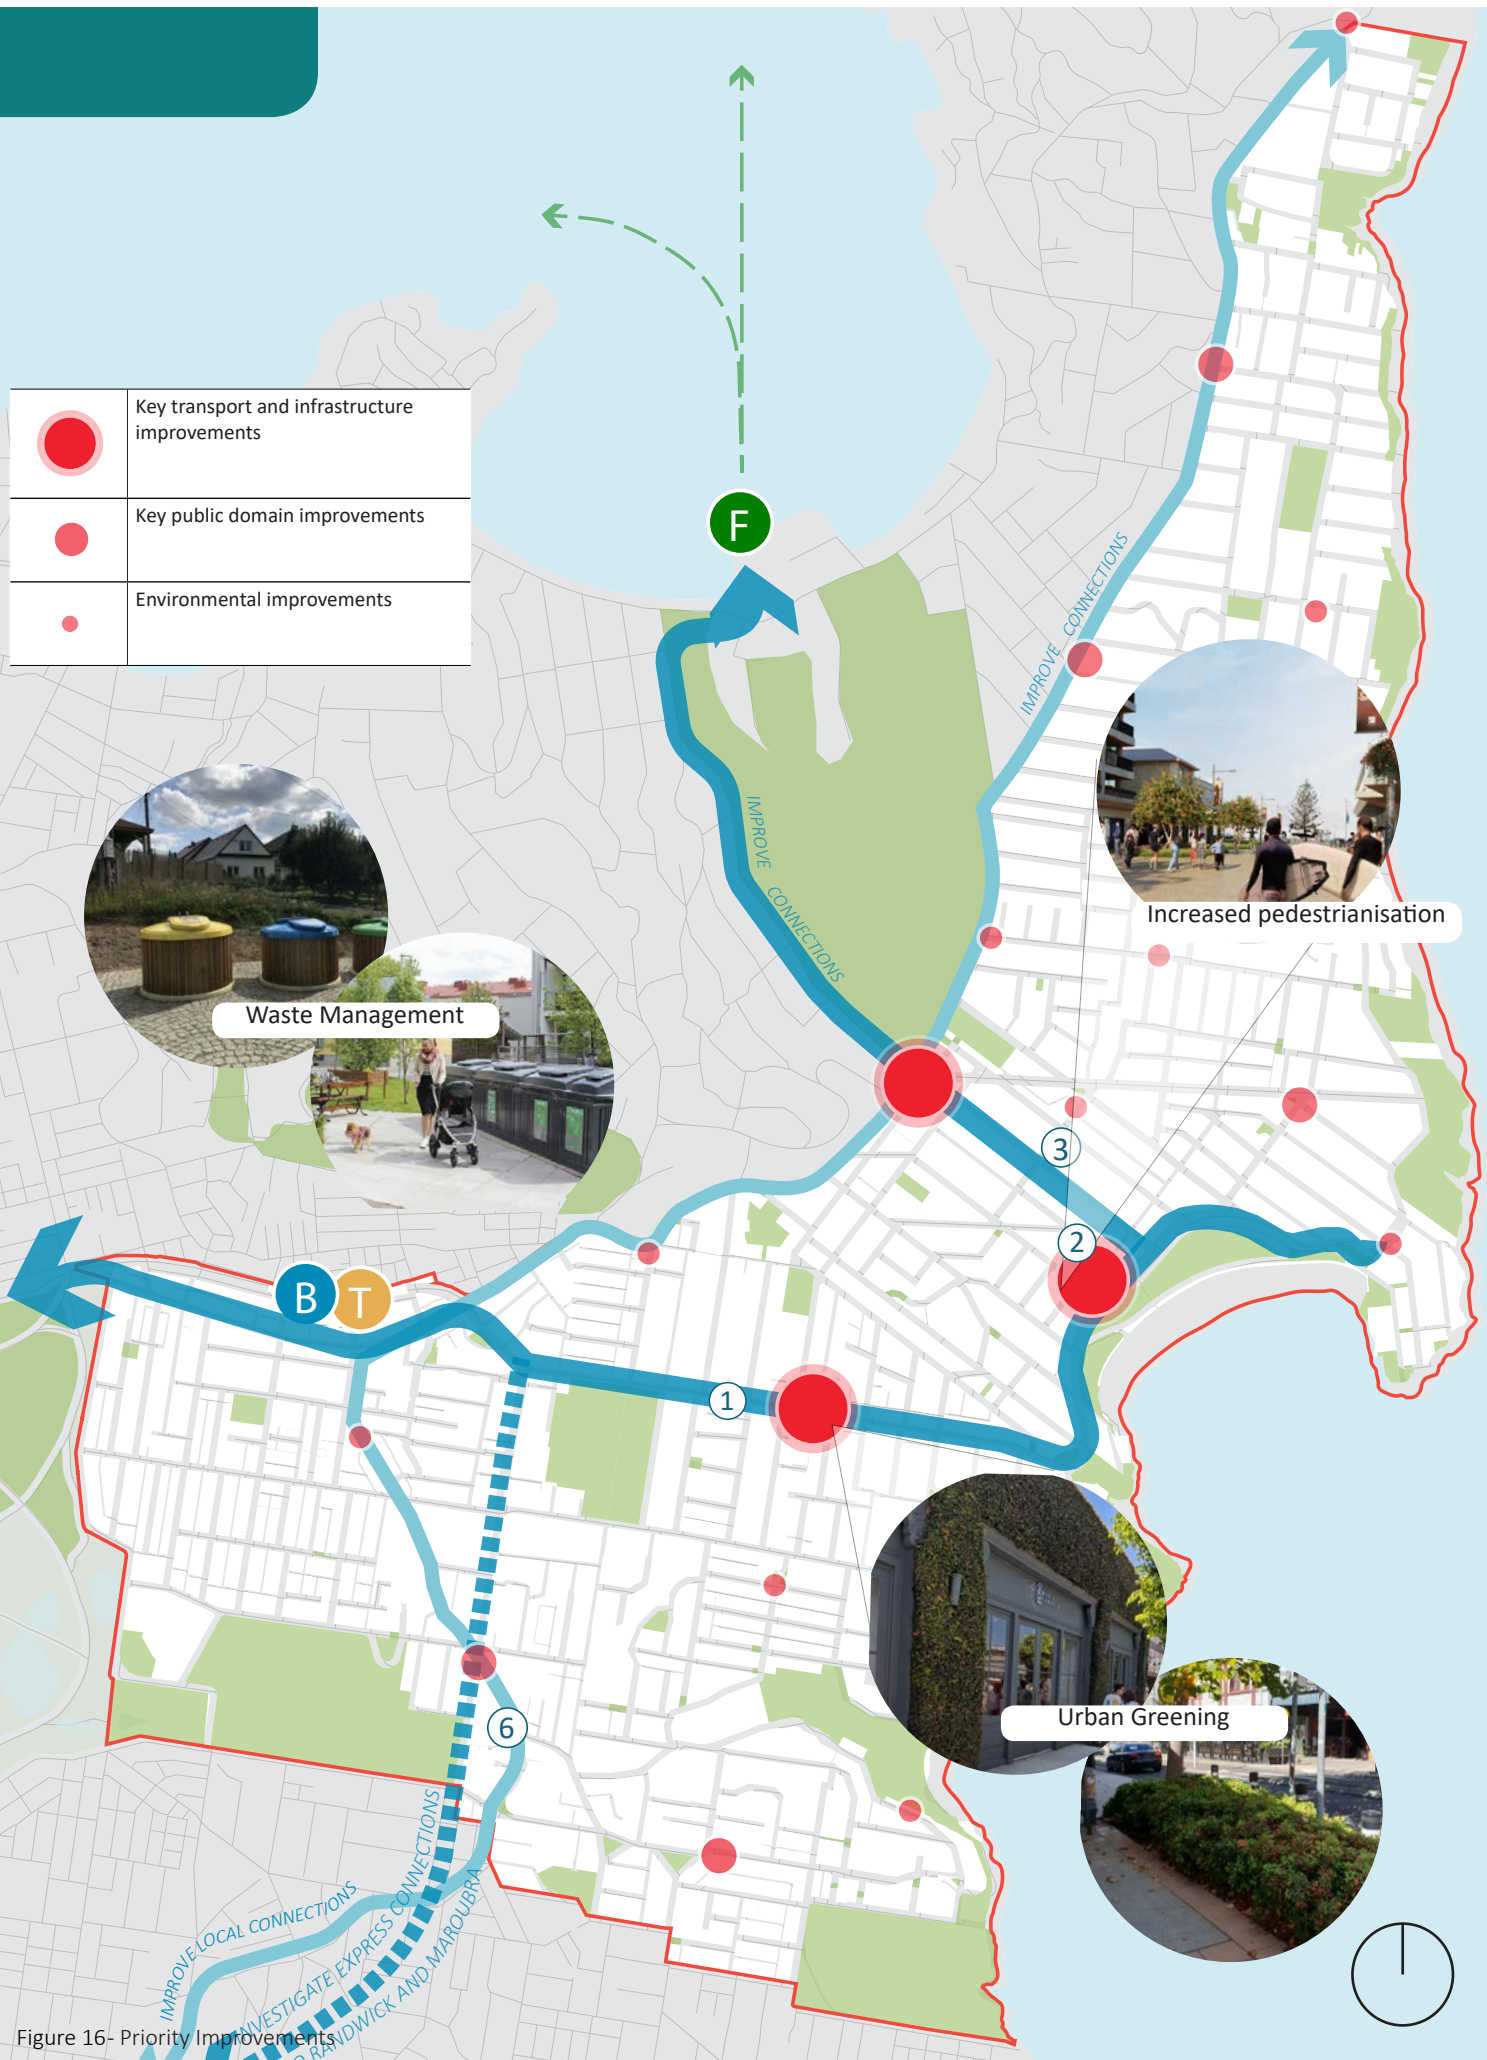 Key transport and infrastructure
improvements
Key public domain improvements
Environmental improvements
F
IMPROVE CONNECTIONS
IMPROVE CONNECTIONS
Increased pedestrianisation
Waste Management
3
2
B
T
1
Urban Greening
6
IMPROVE LOCAL CONNECTIONS
INVESTIGATE EXPRESS CONNECTIONS
RANDWICK AND MAROUBRA
Figure 16- Priority Improvements